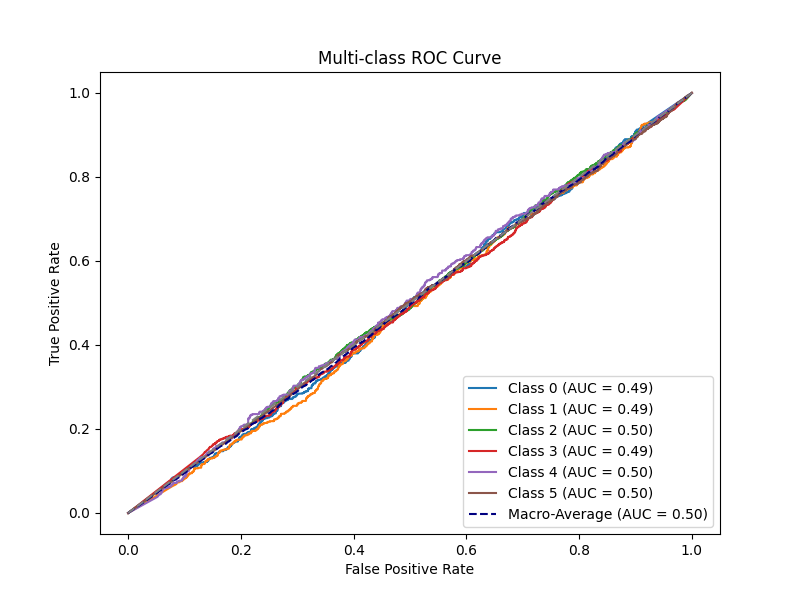 Multi-class ROC Curve
1.0
0.8
0.6
0.4
0.2
0.0
True Positive Rate
Class 0 (AUC = 0.49)
Class 1 (AUC = 0.49)
Class 2 (AUC = 0.50)
Class 3 (AUC = 0.49)
Class 4 (AUC = 0.50)
Class 5 (AUC = 0.50)
Macro-Average (AUC = 0.50)
0.0 0.2 0.4 0.6 0.8 1.0
False Positive Rate